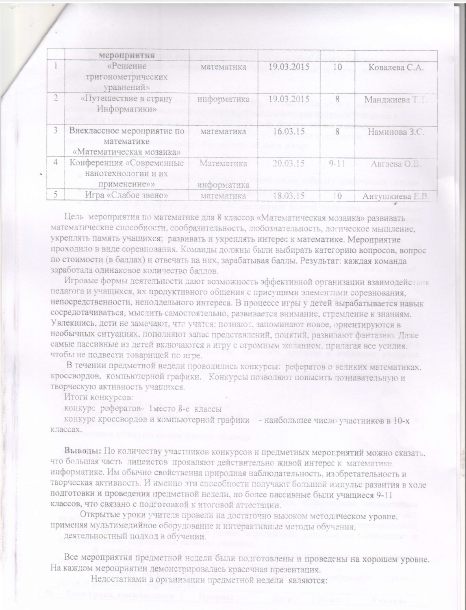 мероприятия
1 «Решение тригонометрических уравнений» математика 19.03.2015 10 Ковалева С.А.
2 «Путешествие в страну Информатики» информатика 19.03.2015 8 Манджиева
3 Внеклассное мероприятие по математике «Математическая мозаика» математика 16.03.15 8 Наминова З.С.
4 Конференция «Современные нанотехнологии и их применение»» Математика информатика 20.03.15 9-11
5 Игра «Слабое звено» математика 18.03.15 10
Цель мероприятия по математике для 8 классов «Математическая мозаика» развивать
математические способности, сообразительность, любознательность, логическое мышление,
укреплять память учащихся; развивать и укреплять интерес к математике. Мероприятие
проходило в виде соревнования. Команды должны были выбирать категорию вопросов, вопрос
по стоимости (в баллах) и отвечать на них, зарабатывая баллы. Результат: каждая команда
заработала одинаковое количество баллов.
Игровые формы деятельности дают возможность эффективной организации взаимодействия
педагога и учащихся, их продуктивного общения с присущими элементами соревнования,
непосредственности, неподдельного интереса. В процессе игры у детей вырабатывается навык
сосредотачиваться, мыслить самостоятельно, развивается внимание, стремление к знаниям.
Увлекшись, дети не замечают, что учатся: познают, запоминают новое, ориентируются в
необычных ситуациях, пополняют запас представлений, понятий, развивают фантазию. Даже
самые пассивные из детей включаются в игру с огромным желанием, прилагая все усилия,
чтобы не подвести товарищей по игре.
В течении предметной недели проводились конкурсы: рефератов о великих математиках,
кроссвордов, компьютерной графики. Конкурсы позволяют повысить познавательную и
творческую активность учащихся.
Итоги конкурсов:
конкурс рефератов- 1место 8-е классы
конкурс кроссвордов и компьютерной графики - наибольшее число участников в 10-х
классах.
Выводы: По количеству участников конкурсов и предметных мероприятий можно сказать,
что большая часть лицеистов проявляют действительно живой интерес к математике
информатике. Им обычно свойственна природная наблюдательность, изобретательность и
творческая активность. И именно эти способности получают большой импульс развития в ходе
подготовки и проведения предметной недели, но более пассивные были учащиеся 9-11
классов, что связано с подготовкой к итоговой аттестации.
Открытые уроки учителя провели на достаточно высоком методическом уровне,
применяя мультимедийное оборудование и интерактивные методы обучения;
деятельностный подход в обучении.
Все мероприятия предметной недели были подготовлены и проведены на хорошем уровне.
На каждом мероприятии демонстрировалась красочная презентация.
Недостатками в организации предметной недели являются: